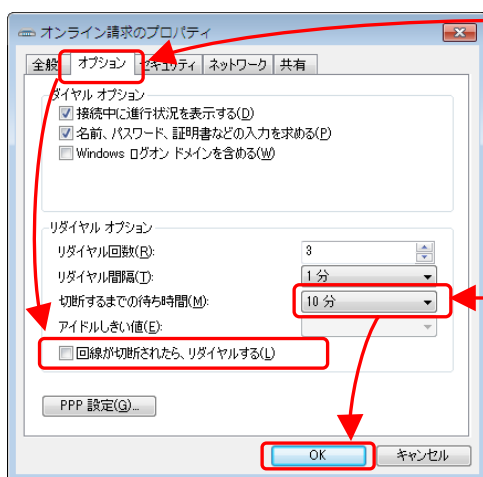 オンライン請求のプロパティ
全般 オプション セキュリティ ネットワーク 共有
ダイヤル オプション
接続中に進行状況を表示する(D)
名前、パスワード、証明書などの入力を求める(P)
Windows ログオン ドメインを含める(W)
リダイヤル オプション
リダイヤル回数(R): 3
リダイヤル間隔(T): 1 分
切断するまでの待ち時間(M): 10 分
アイドルしきい値(E):
回線が切断されたら、リダイヤルする(L)
PPP 設定(G)...
OK キャンセル